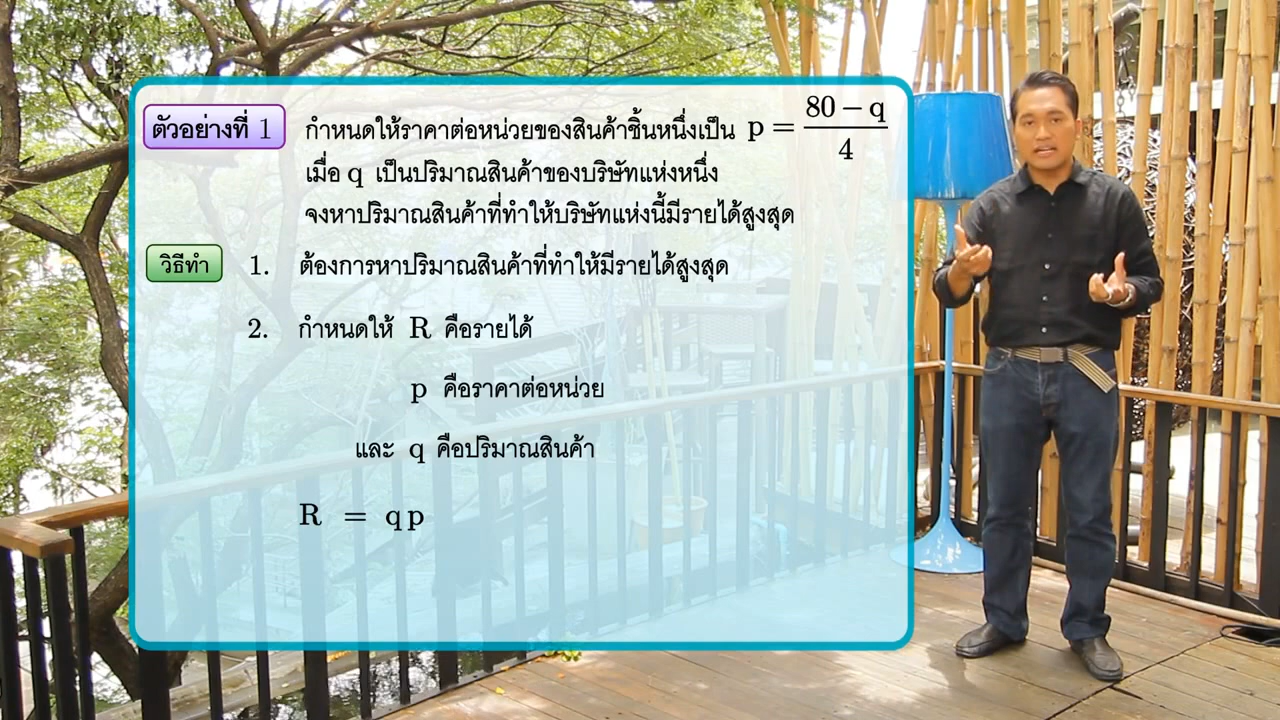 ตัวอย่างที่ 1 กำหนดให้ราคาต่อหน่วยของสินค้าชิ้นหนึ่งเป็น p = (80 − q)/4
เมื่อ q เป็นปริมาณสินค้าของบริษัทแห่งหนึ่ง
จงหาปริมาณสินค้าที่ทำให้บริษัทแห่งนี้มีรายได้สูงสุด
วิธีทำ 1. ต้องการหาปริมาณสินค้าที่ทำให้มีรายได้สูงสุด
2. กำหนดให้ R คือรายได้
p คือราคาต่อหน่วย
และ q คือปริมาณสินค้า
R = q p